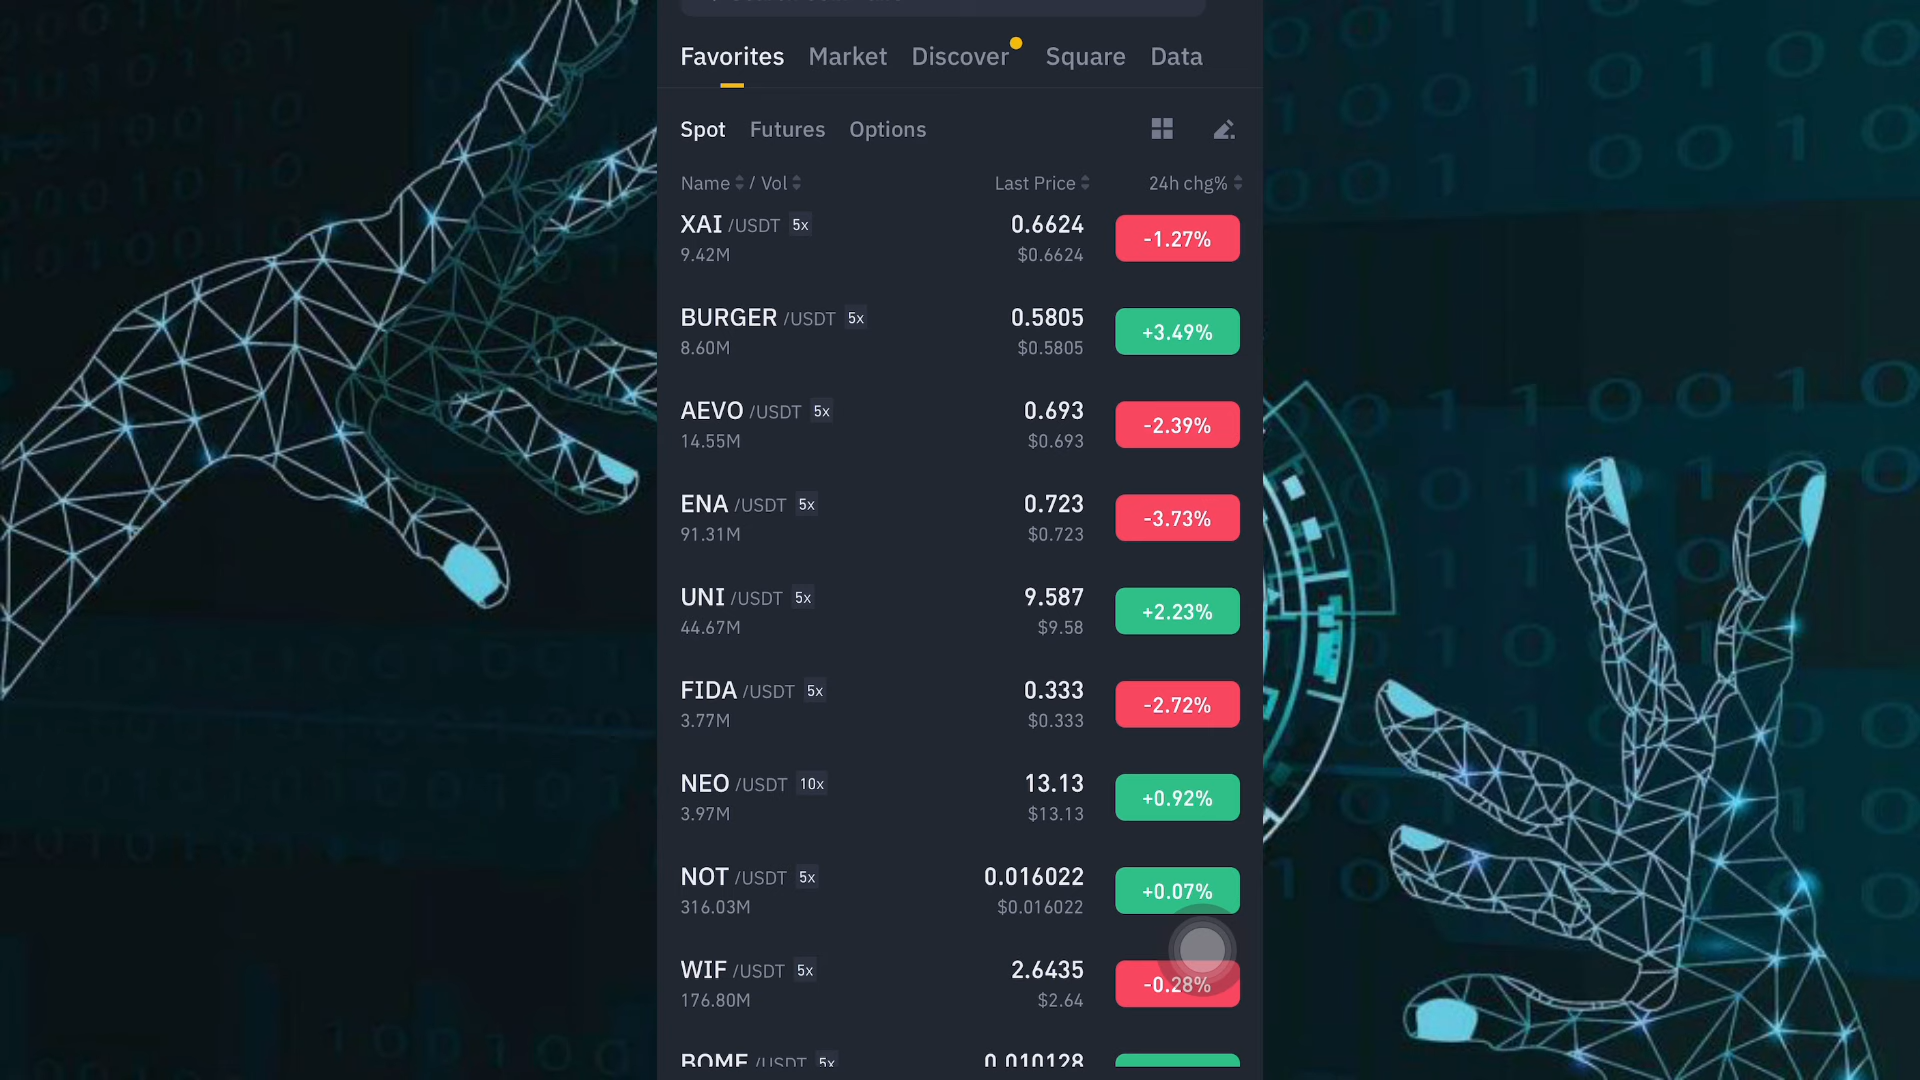 Favorites Market Discover Square Data
Spot Futures Options
Name / Vol Last Price 24h chg%
XAI /USDT 5x 0.6624 -1.27%
9.42M $0.6624
BURGER /USDT 5x 0.5805 +3.49%
8.60M $0.5805
AEVO /USDT 5x 0.693 -2.39%
14.55M $0.693
ENA /USDT 5x 0.723 -3.73%
91.31M $0.723
UNI /USDT 5x 9.587 +2.23%
44.67M $9.58
FIDA /USDT 5x 0.333 -2.72%
3.77M $0.333
NEO /USDT 10x 13.13 +0.92%
3.97M $13.13
NOT /USDT 5x 0.016022 +0.07%
316.03M $0.016022
WIF /USDT 5x 2.6435 -0.28%
176.80M $2.64
BOME /USDT 5x 0.010128